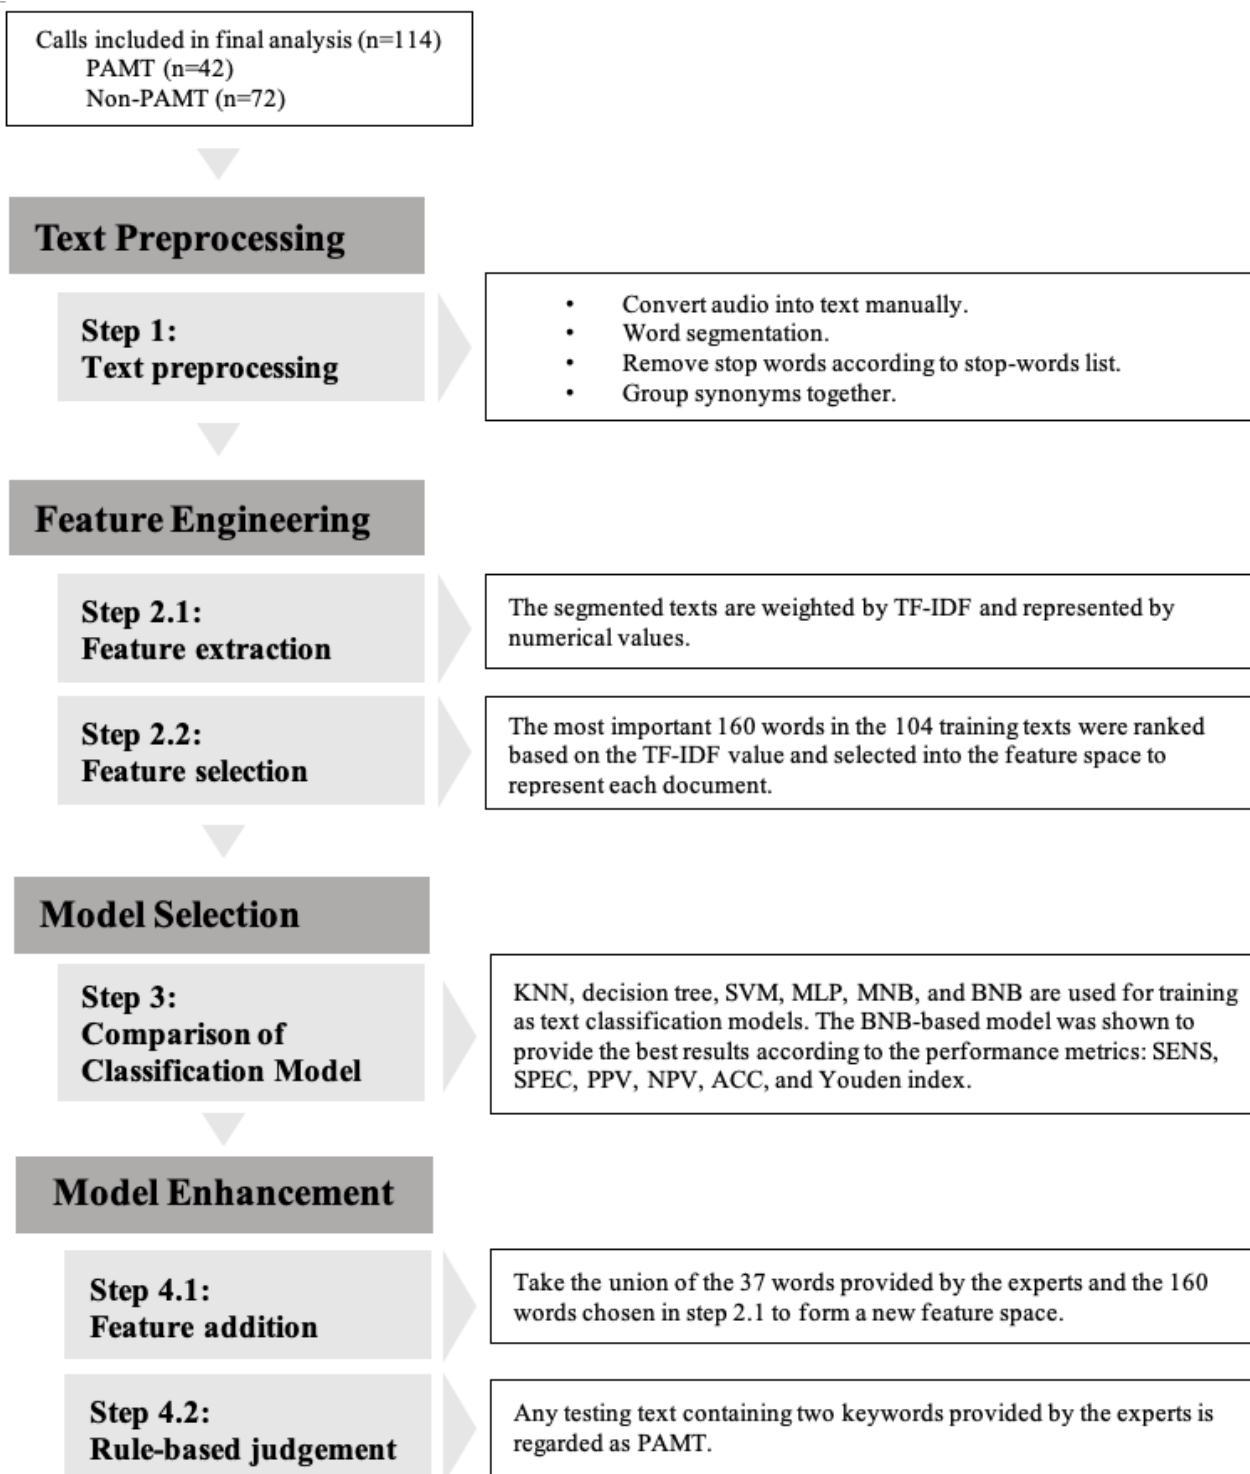 Calls included in final analysis (n=114)
PAMT (n=42)
Non-PAMT (n=72)
Text Preprocessing
Step 1:
Text preprocessing
• Convert audio into text manually.
• Word segmentation.
• Remove stop words according to stop-words list.
• Group synonyms together.
Feature Engineering
Step 2.1:
Feature extraction
The segmented texts are weighted by TF-IDF and represented by
numerical values.
Step 2.2:
Feature selection
The most important 160 words in the 104 training texts were ranked
based on the TF-IDF value and selected into the feature space to
represent each document.
Model Selection
Step 3:
Comparison of
Classification Model
KNN, decision tree, SVM, MLP, MNB, and BNB are used for training
as text classification models. The BNB-based model was shown to
provide the best results according to the performance metrics: SENS,
SPEC, PPV, NPV, ACC, and Youden index.
Model Enhancement
Step 4.1:
Feature addition
Take the union of the 37 words provided by the experts and the 160
words chosen in step 2.1 to form a new feature space.
Step 4.2:
Rule-based judgement
Any testing text containing two keywords provided by the experts is
regarded as PAMT.